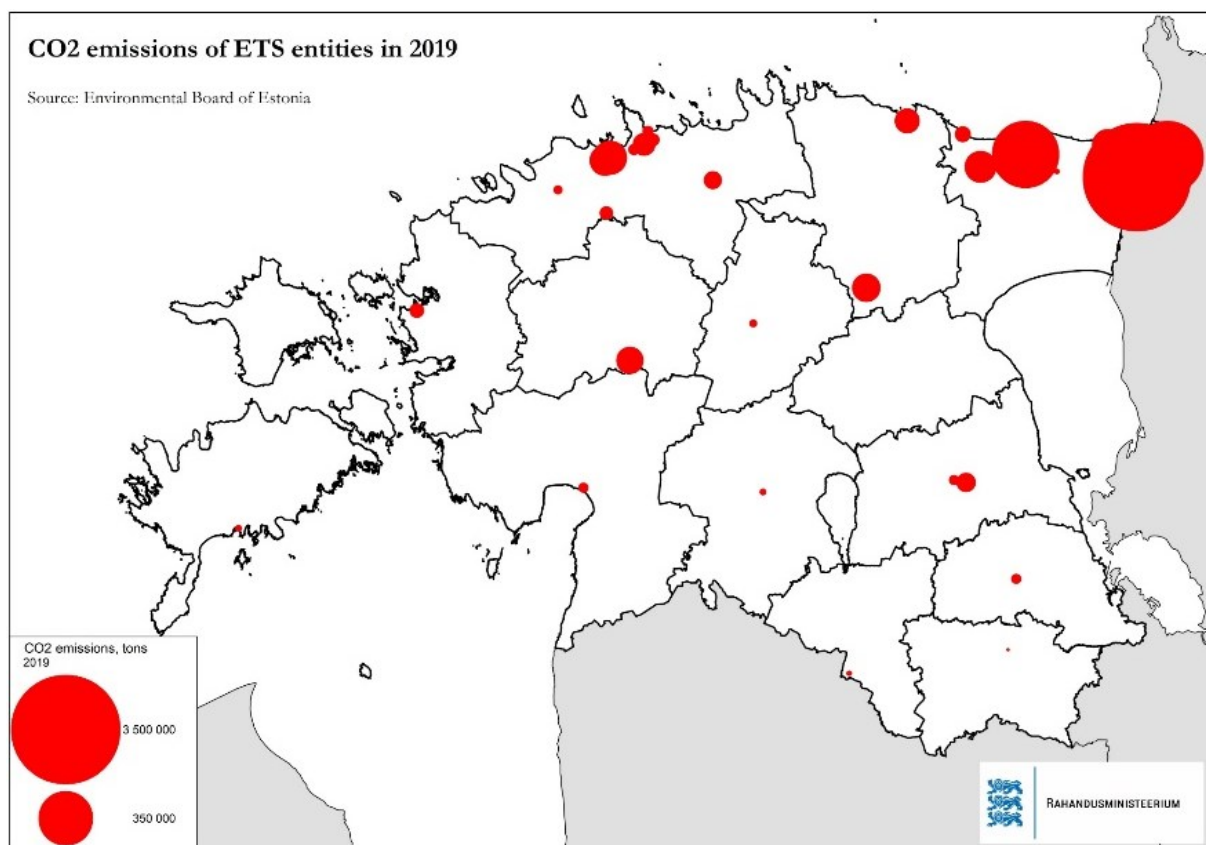 CO2 emissions of ETS entities in 2019
Source: Environmental Board of Estonia
CO2 emissions, tons
2019
3 500 000
350 000
RAHANDUSMINISTEERIUM